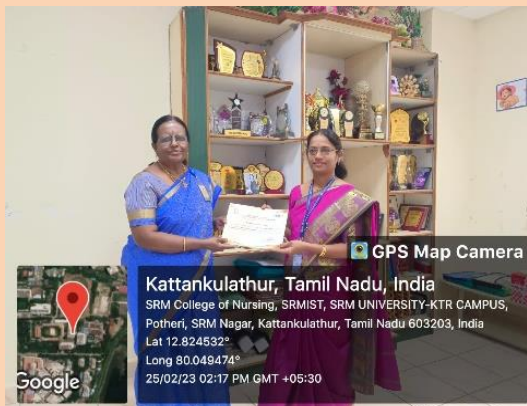 GPS Map Camera
Kattankulathur, Tamil Nadu, India
SRM College of Nursing, SRMIST, SRM UNIVERSITY-KTR CAMPUS,
Potheri, SRM Nagar, Kattankulathur, Tamil Nadu 603203, India
Lat 12.824532°
Long 80.049474°
25/02/23 02:17 PM GMT +05:30
Google